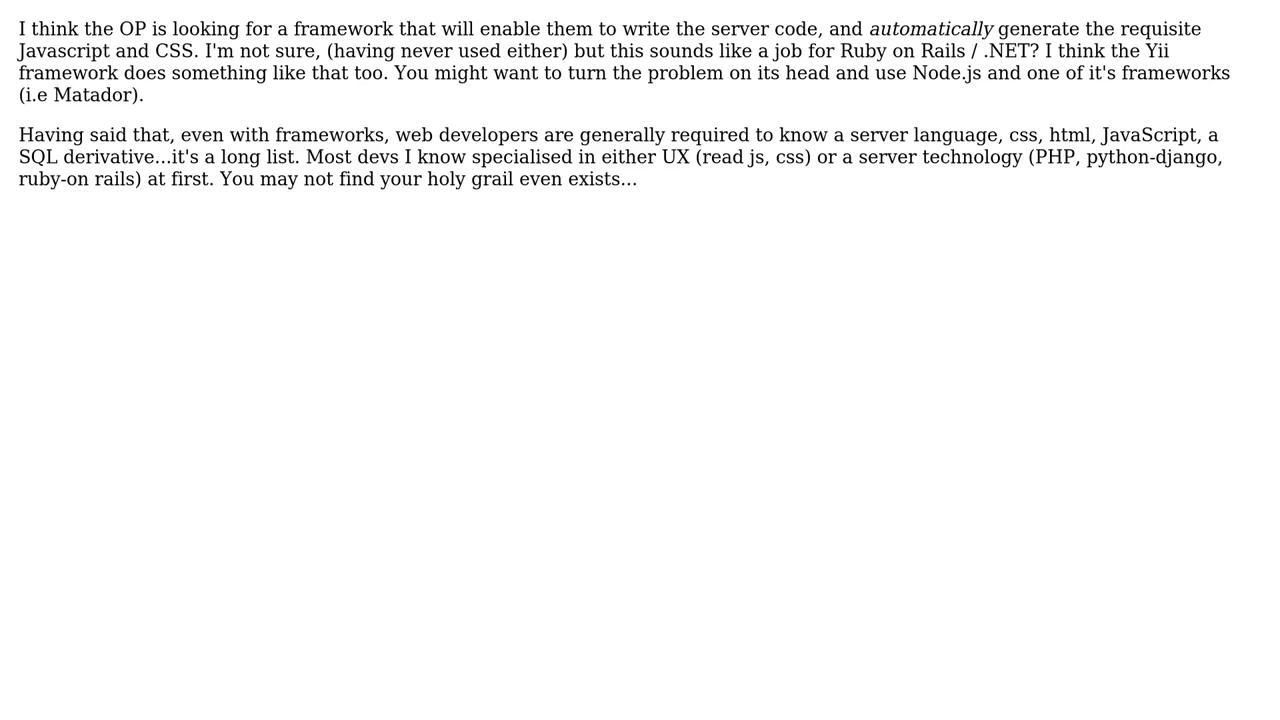 I think the OP is looking for a framework that will enable them to write the server code, and automatically generate the requisite
Javascript and CSS. I'm not sure, (having never used either) but this sounds like a job for Ruby on Rails / .NET? I think the Yii
framework does something like that too. You might want to turn the problem on its head and use Node.js and one of it's frameworks
(i.e Matador).
Having said that, even with frameworks, web developers are generally required to know a server language, css, html, JavaScript, a
SQL derivative...it's a long list. Most devs I know specialised in either UX (read js, css) or a server technology (PHP, python-django,
ruby-on rails) at first. You may not find your holy grail even exists...